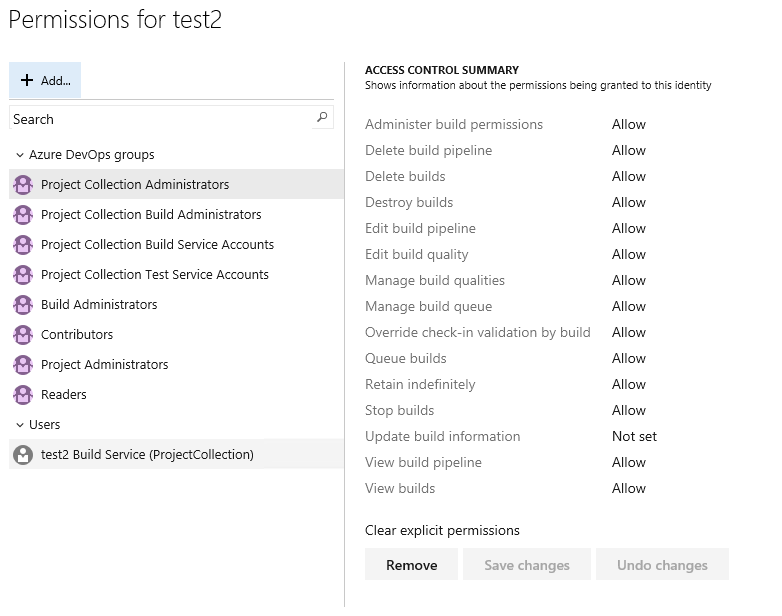 Permissions for test2
Add...
Search
Azure DevOps groups
Project Collection Administrators
Project Collection Build Administrators
Project Collection Build Service Accounts
Project Collection Test Service Accounts
Build Administrators
Contributors
Project Administrators
Readers
Users
test2 Build Service (ProjectCollection)
ACCESS CONTROL SUMMARY
Shows information about the permissions being granted to this identity
Administer build permissions Allow
Delete build pipeline Allow
Delete builds Allow
Destroy builds Allow
Edit build pipeline Allow
Edit build quality Allow
Manage build qualities Allow
Manage build queue Allow
Override check-in validation by build Allow
Queue builds Allow
Retain indefinitely Allow
Stop builds Allow
Update build information Not set
View build pipeline Allow
View builds Allow
Clear explicit permissions
Remove Save changes Undo changes